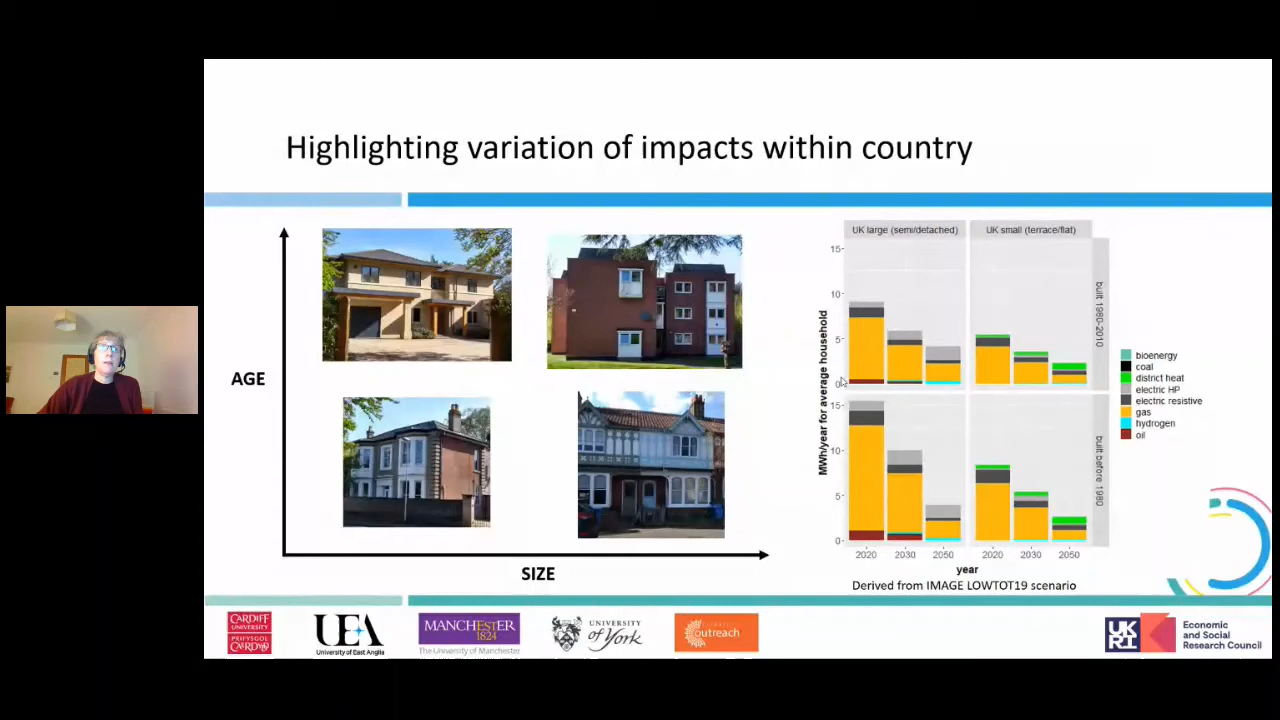 Highlighting variation of impacts within country
AGE
SIZE
UK large (semi/detached)
UK small (terrace/flat)
15
10
5
0
built 1980-2010
15
10
5
0
built before 1980
MWh/year for average household
2020
2030
2050
2020
2030
2050
year
bioenergy
coal
district heat
electric HP
electric resistive
gas
hydrogen
oil
Derived from IMAGE LOWTOT19 scenario
CARDIFF
UNIVERSITY
PRIFYSGOL
CAERDYDD
UEA
University of East Anglia
MANCHESTER
1824
The University of Manchester
UNIVERSITY
of York
outreach
UK
RI
Economic
and Social
Research Council